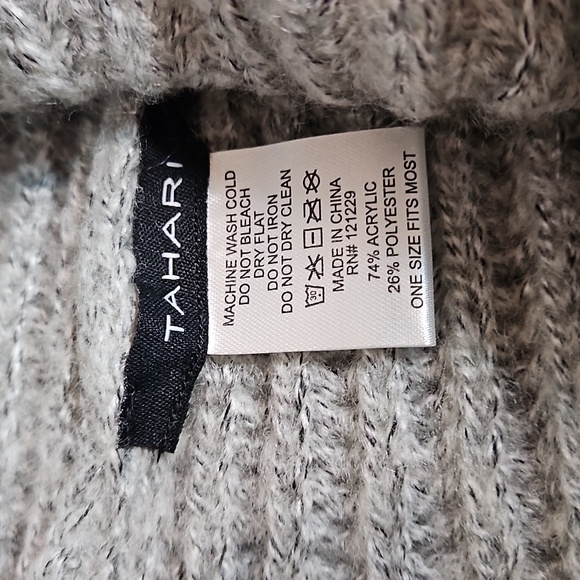 TAHARI
MACHINE WASH COLD
DO NOT BLEACH
DRY FLAT
DO NOT IRON
DO NOT DRY CLEAN
30
MADE IN CHINA
RN# 121229
74% ACRYLIC
26% POLYESTER
ONE SIZE FITS MOST